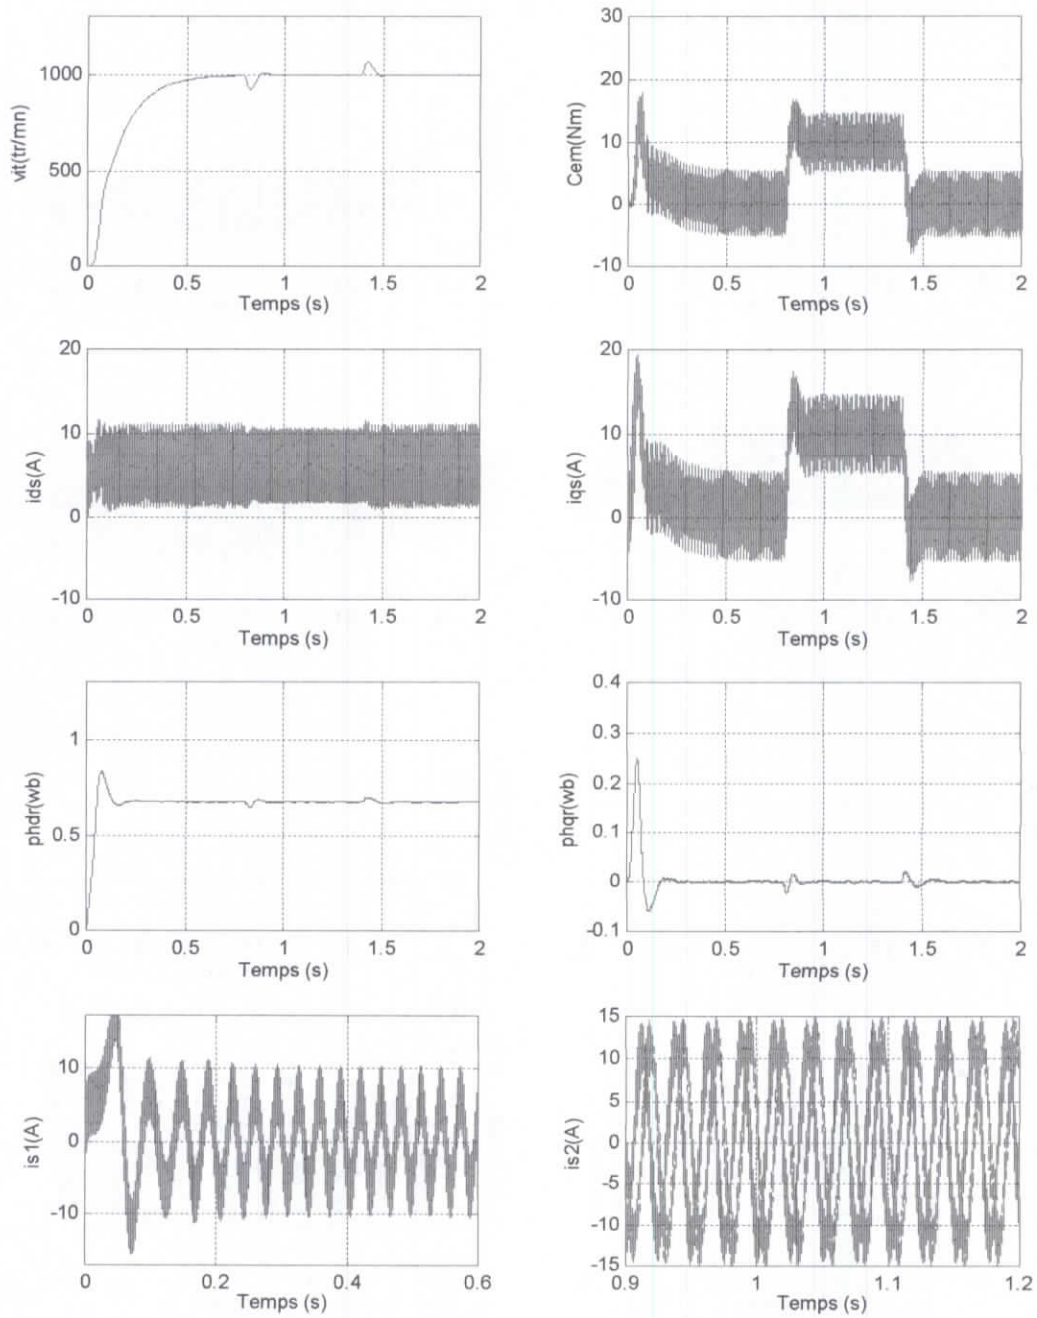 vit(tr/mn)
1000
500
0
0 0.5 1 1.5 2
Temps (s)
Cem(Nm)
30
20
10
0
-10
0 0.5 1 1.5 2
Temps (s)
ids(A)
20
10
0
-10
0 0.5 1 1.5 2
Temps (s)
iqs(A)
20
10
0
-10
0 0.5 1 1.5 2
Temps (s)
phdr(wb)
1
0.5
0
0 0.5 1 1.5 2
Temps (s)
phqr(wb)
0.4
0.3
0.2
0.1
0
-0.1
0 0.5 1 1.5 2
Temps (s)
is1(A)
10
0
-10
0 0.2 0.4 0.6
Temps (s)
is2(A)
15
10
5
0
-5
-10
-15
0.9 1 1.1 1.2
Temps (s)